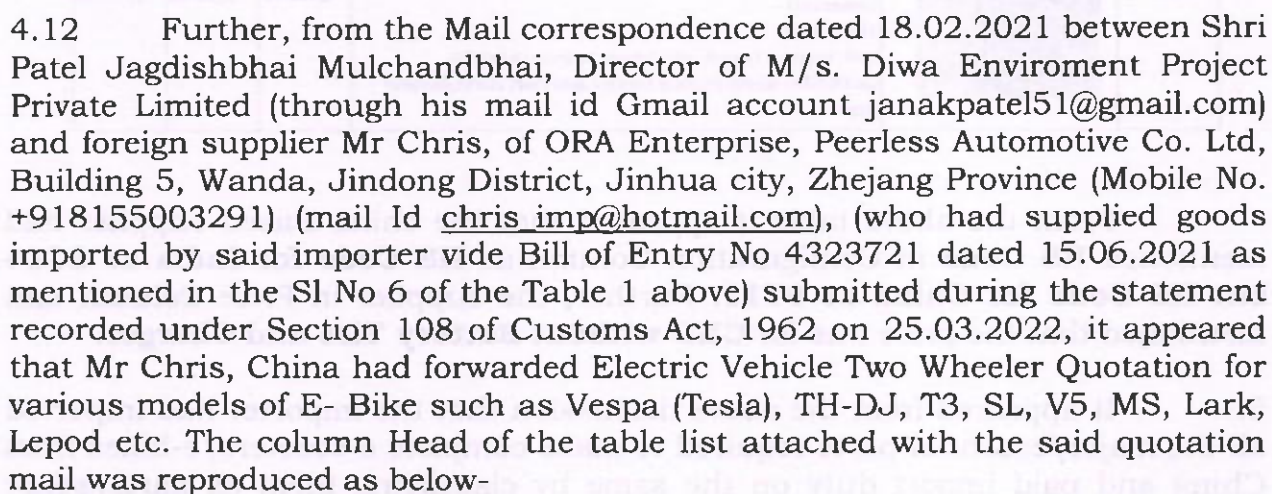 4.12 Further, from the Mail correspondence dated 18.02.2021 between Shri
Patel Jagdishbhai Mulchandbhai, Director of M/s. Diwa Enviroment Project
Private Limited (through his mail id Gmail account janakpatel51@gmail.com)
and foreign supplier Mr Chris, of ORA Enterprise, Peerless Automotive Co. Ltd,
Building 5, Wanda, Jindong District, Jinhua city, Zhejang Province (Mobile No.
+918155003291) (mail Id chris_imp@hotmail.com), (who had supplied goods
imported by said importer vide Bill of Entry No 4323721 dated 15.06.2021 as
mentioned in the Sl No 6 of the Table 1 above) submitted during the statement
recorded under Section 108 of Customs Act, 1962 on 25.03.2022, it appeared
that Mr Chris, China had forwarded Electric Vehicle Two Wheeler Quotation for
various models of E- Bike such as Vespa (Tesla), TH-DJ, T3, SL, V5, MS, Lark,
Lepod etc. The column Head of the table list attached with the said quotation
mail was reproduced as below-